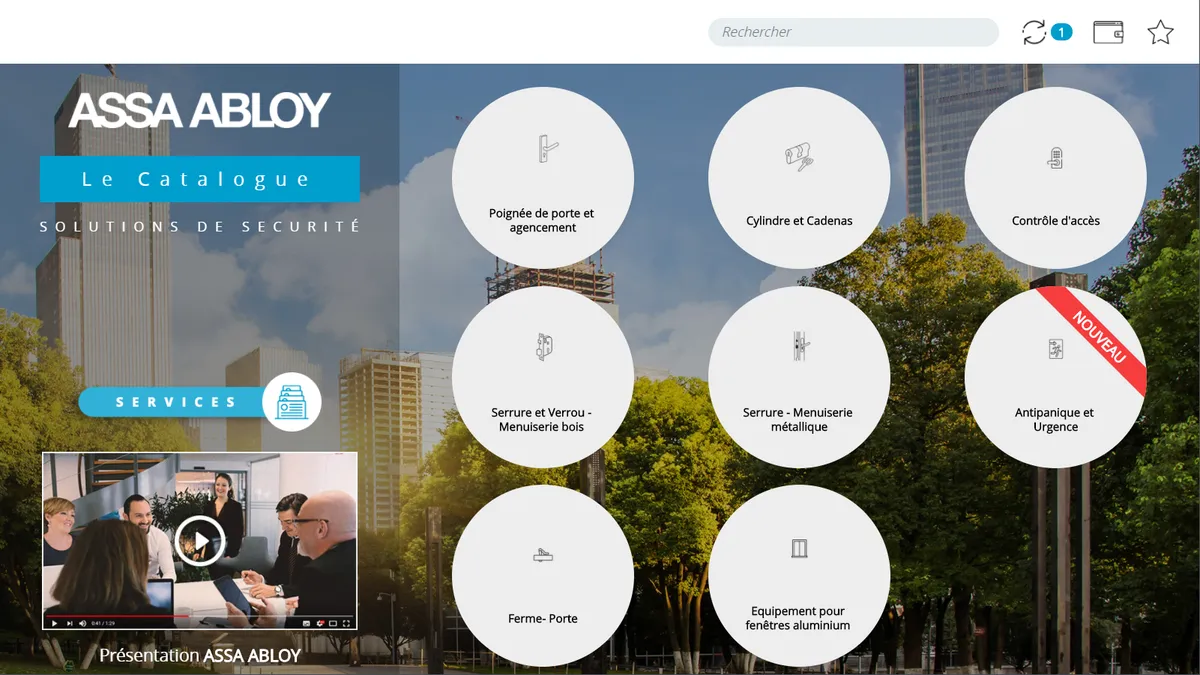 Rechercher
1
ASSA ABLOY
Le Catalogue
SOLUTIONS DE SECURITÉ
SERVICES
0:41 / 1:29
Présentation ASSA ABLOY
Poignée de porte et
agencement
Cylindre et Cadenas
Contrôle d'accès
Serrure et Verrou -
Menuiserie bois
Serrure - Menuiserie
métallique
NOUVEAU
Antipanique et
Urgence
Ferme- Porte
Equipement pour
fenêtres aluminium